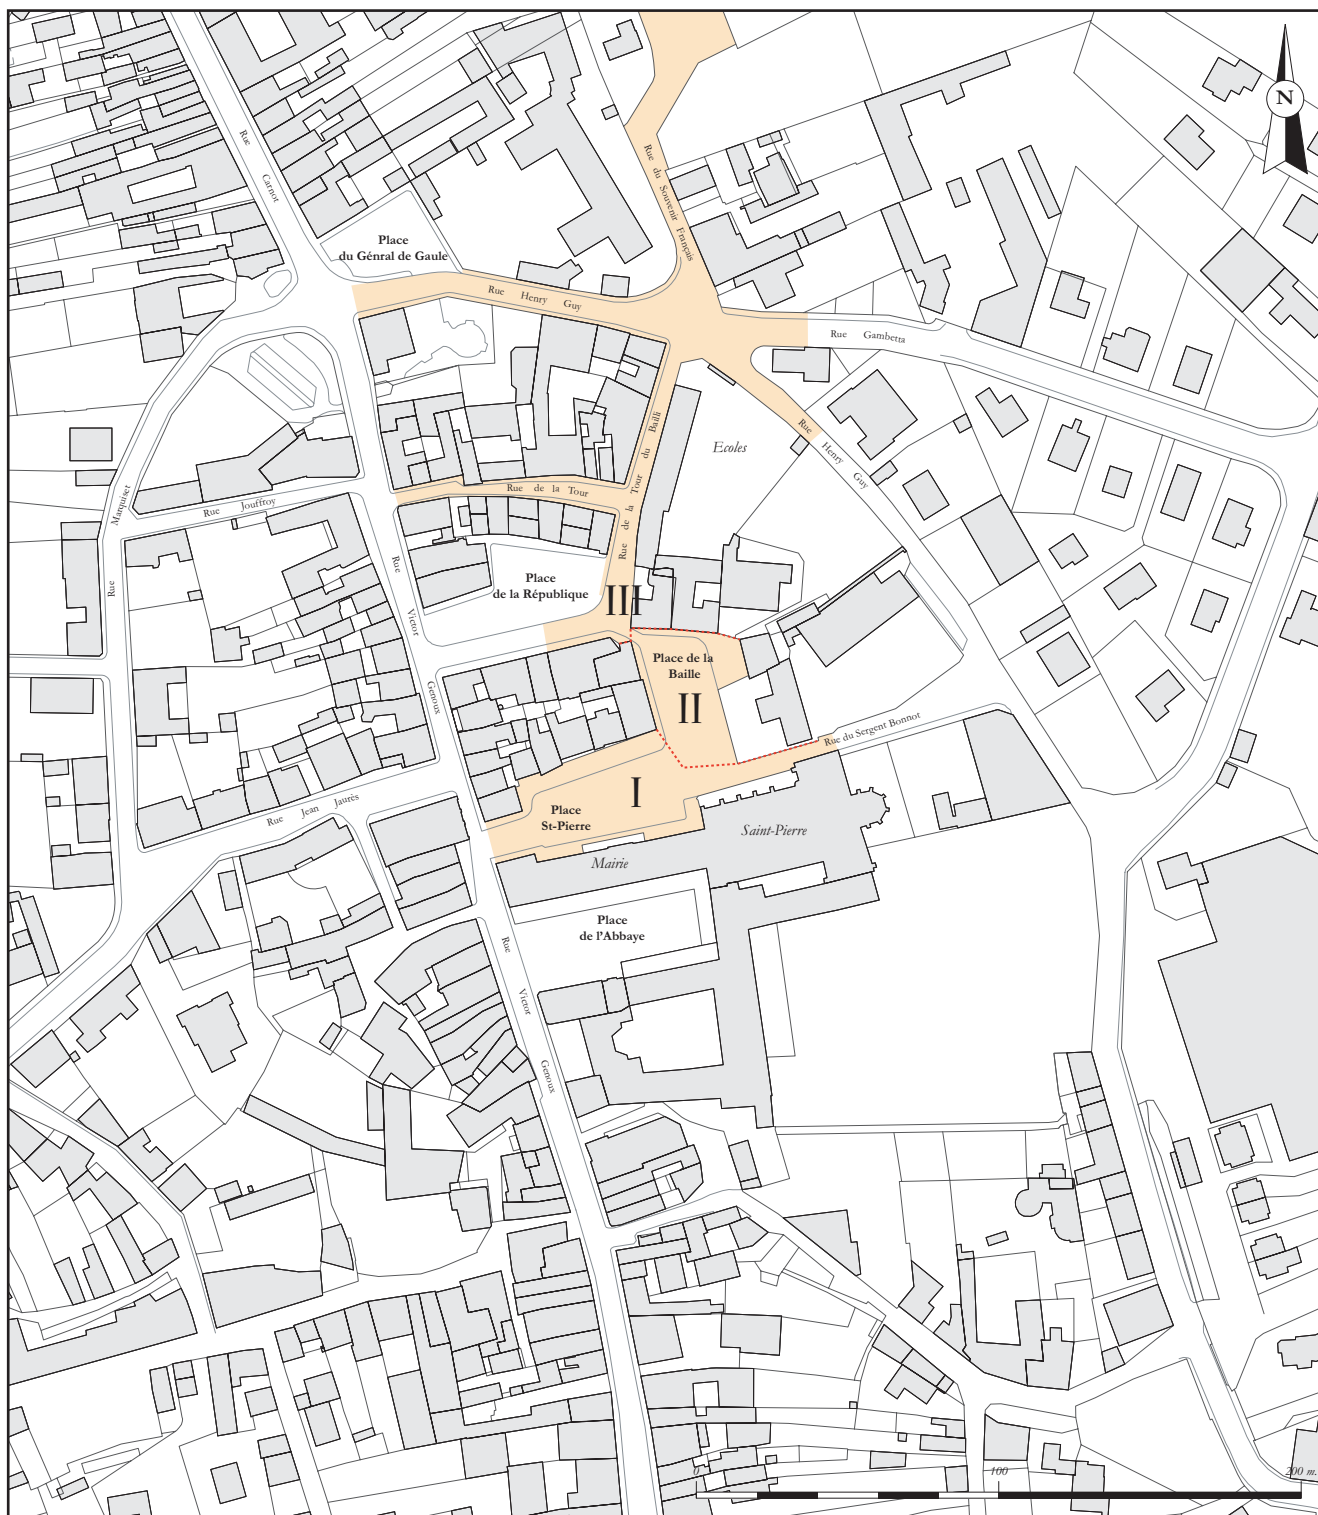 N
Rue Carnot
Rue du Souvenir Français
Place
du Génral de Gaule
Rue Henry Guy
Rue Gambetta
Rue Henry Guy
Ecoles
Rue de la Tour du Bailli
Rue de la Tour
Rue Jouffroy
Rue Marquiset
Place
de la République
III
Rue Victor Genoux
Place de la
Baille
II
Rue du Sergent Bonnot
I
Place
St-Pierre
Rue Jean Jaurès
Saint-Pierre
Mairie
Place
de l'Abbaye
Rue Victor Genoux
0 100 200 m.